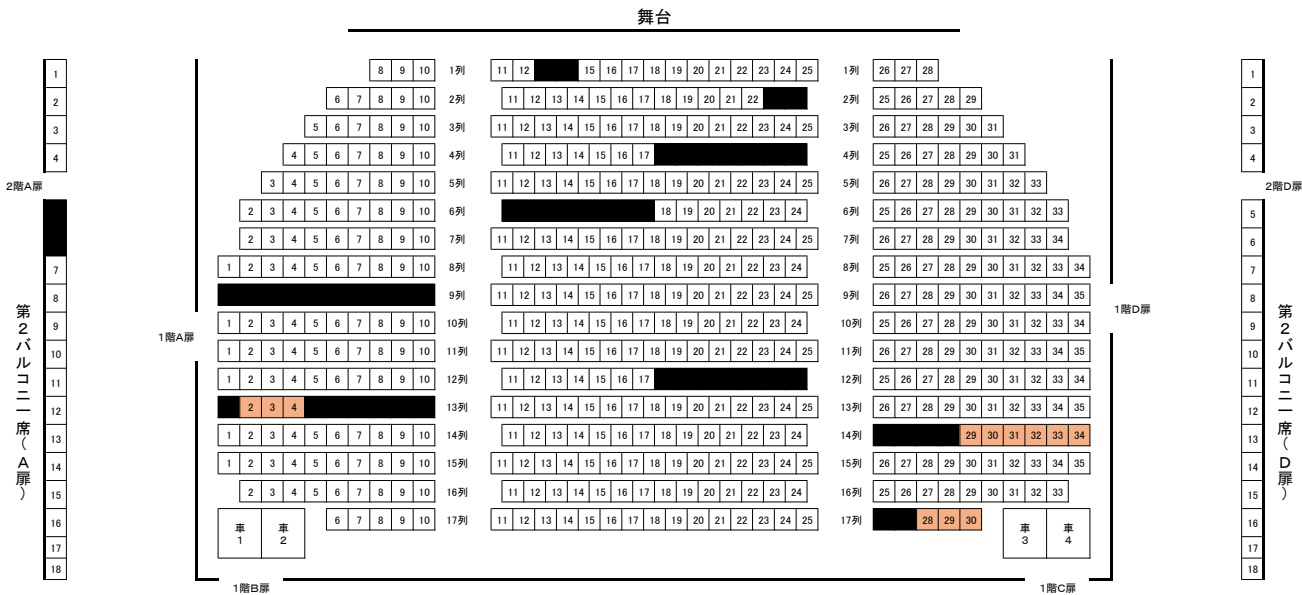 舞台
8 9 10 1列 11 12 15 16 17 18 19 20 21 22 23 24 25 1列 26 27 28
6 7 8 9 10 2列 11 12 13 14 15 16 17 18 19 20 21 22 2列 25 26 27 28 29
5 6 7 8 9 10 3列 11 12 13 14 15 16 17 18 19 20 21 22 23 24 25 3列 26 27 28 29 30 31
4 5 6 7 8 9 10 4列 11 12 13 14 15 16 17 4列 25 26 27 28 29 30 31
3 4 5 6 7 8 9 10 5列 11 12 13 14 15 16 17 18 19 20 21 22 23 24 25 5列 26 27 28 29 30 31 32 33
2 3 4 5 6 7 8 9 10 6列 18 19 20 21 22 23 24 6列 25 26 27 28 29 30 31 32 33
2 3 4 5 6 7 8 9 10 7列 11 12 13 14 15 16 17 18 19 20 21 22 23 24 25 7列 26 27 28 29 30 31 32 33 34
1 2 3 4 5 6 7 8 9 10 8列 11 12 13 14 15 16 17 18 19 20 21 22 23 24 8列 25 26 27 28 29 30 31 32 33 34
9列 11 12 13 14 15 16 17 18 19 20 21 22 23 24 25 9列 26 27 28 29 30 31 32 33 34 35
1 2 3 4 5 6 7 8 9 10 10列 11 12 13 14 15 16 17 18 19 20 21 22 23 24 10列 25 26 27 28 29 30 31 32 33 34
1 2 3 4 5 6 7 8 9 10 11列 11 12 13 14 15 16 17 18 19 20 21 22 23 24 25 11列 26 27 28 29 30 31 32 33 34 35
1 2 3 4 5 6 7 8 9 10 12列 11 12 13 14 15 16 17 12列 25 26 27 28 29 30 31 32 33 34
2 3 4 13列 11 12 13 14 15 16 17 18 19 20 21 22 23 24 25 13列 26 27 28 29 30 31 32 33 34 35
1 2 3 4 5 6 7 8 9 10 14列 11 12 13 14 15 16 17 18 19 20 21 22 23 24 14列 29 30 31 32 33 34
1 2 3 4 5 6 7 8 9 10 15列 11 12 13 14 15 16 17 18 19 20 21 22 23 24 25 15列 26 27 28 29 30 31 32 33 34 35
2 3 4 5 6 7 8 9 10 16列 11 12 13 14 15 16 17 18 19 20 21 22 23 24 16列 25 26 27 28 29 30 31 32 33
車1 車2 6 7 8 9 10 17列 11 12 13 14 15 16 17 18 19 20 21 22 23 24 25 17列 28 29 30 車3 車4
1
2
3
4
2階A扉
7
8
9
10
11
12
13
14
15
16
17
18
第2バルコニー席(A扉)
1階A扉
1階B扉
1階C扉
1階D扉
1
2
3
4
2階D扉
5
6
7
8
9
10
11
12
13
14
15
16
17
18
第2バルコニー席(D扉)